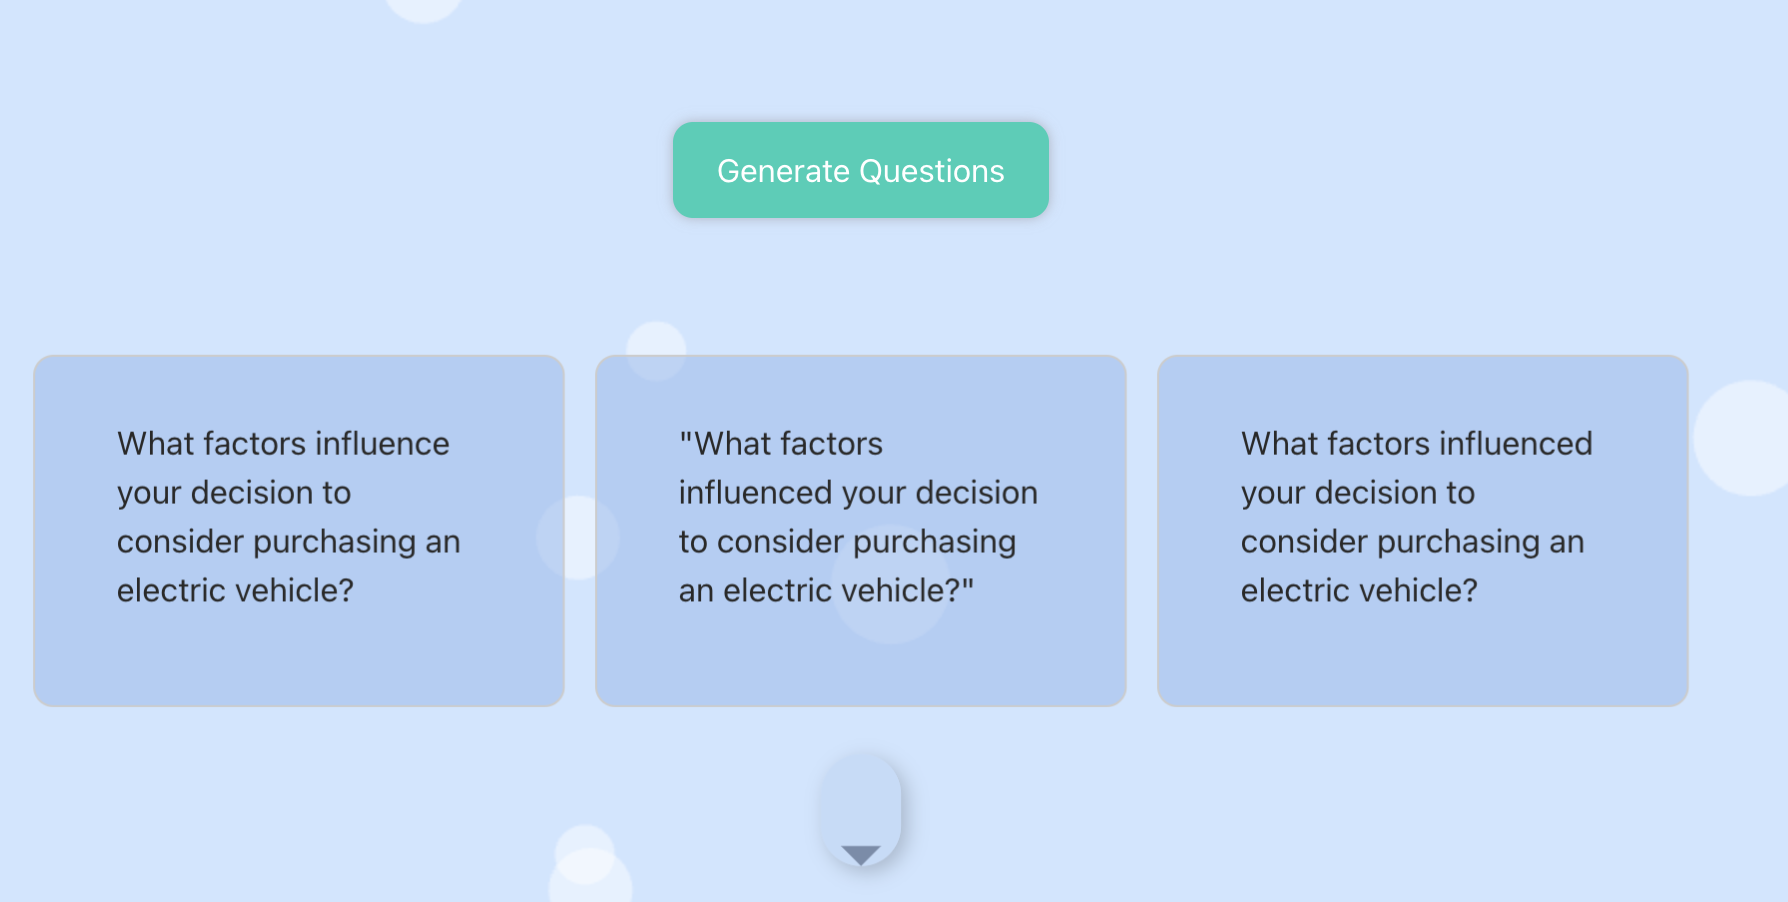 Generate Questions
What factors influence
your decision to
consider purchasing an
electric vehicle?
"What factors
influenced your decision
to consider purchasing
an electric vehicle?"
What factors influenced
your decision to
consider purchasing an
electric vehicle?